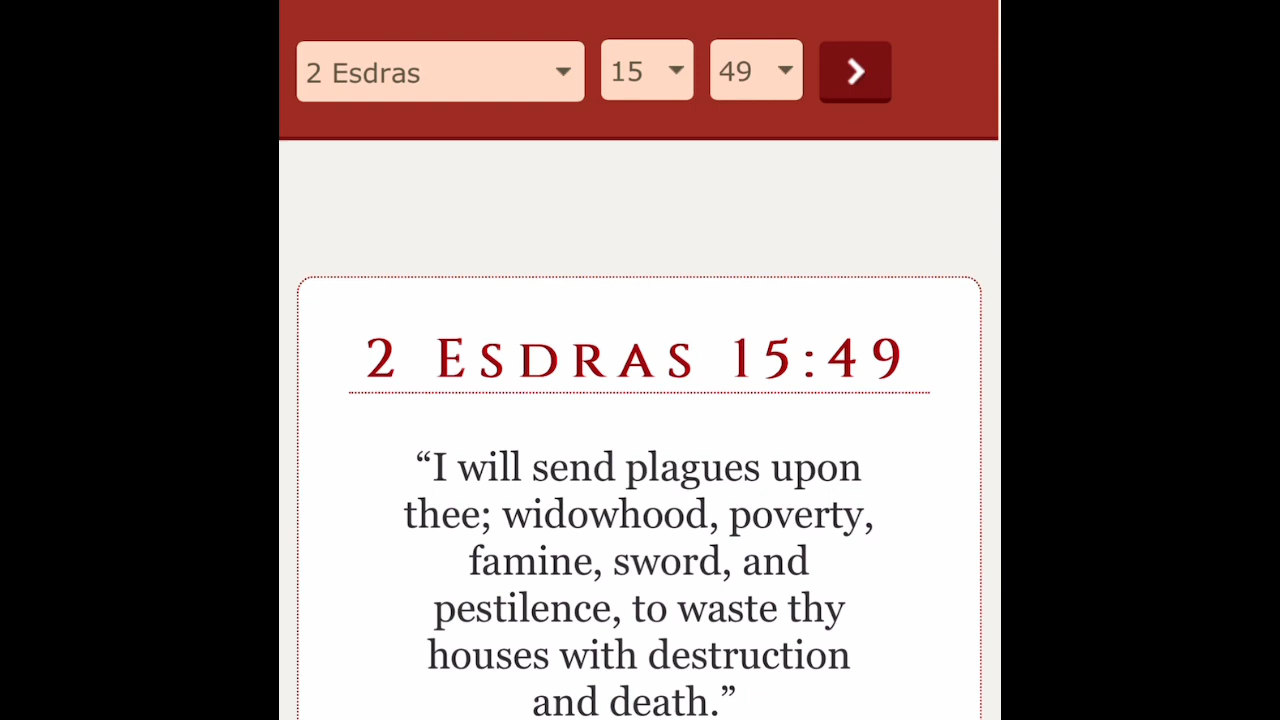 2 Esdras 15 49
2 Esdras 15:49
“I will send plagues upon
thee; widowhood, poverty,
famine, sword, and
pestilence, to waste thy
houses with destruction
and death.”